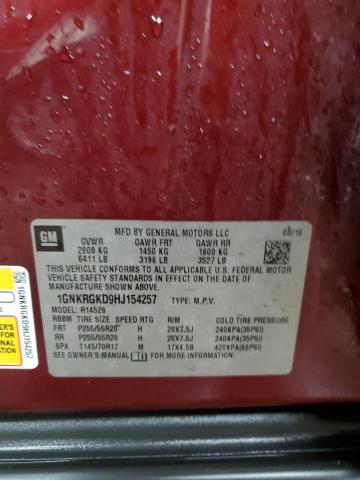 GM
MFD BY GENERAL MOTORS LLC 08/16
GVWR GAWR FRT GAWR RR
2908 KG 1450 KG 1600 KG
6411 LB 3196 LB 3527 LB
THIS VEHICLE CONFORMS TO ALL APPLICABLE U.S. FEDERAL MOTOR
VEHICLE SAFETY, BUMPER, AND THEFT PREVENTION
STANDARDS IN EFFECT ON THE DATE OF
MANUFACTURE SHOWN ABOVE.
1GNKRGKD9HJ154257 TYPE: M.P.V.
MODEL: R14526
RBBM TIRE SIZE SPEED RTG RIM COLD TIRE PRESSURE
FRT P255/55R20 H 20X7.5J 240KPA(35PSI)
RR P255/55R20 H 20X7.5J 240KPA(35PSI)
SPA T145/70R17 M 17X4.5B 420KPA(60PSI)
SEE OWNER'S MANUAL FOR MORE INFORMATION.
1GNKRGKD9HJ154257